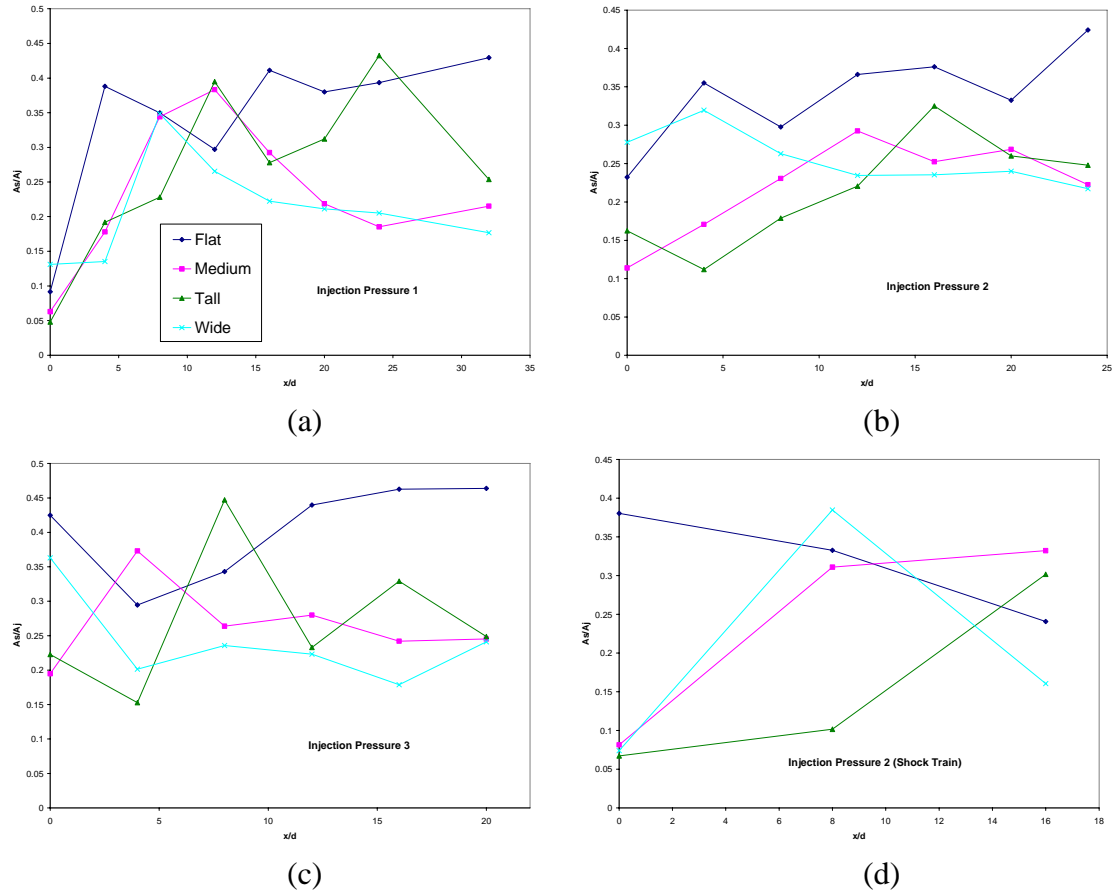 0.5
0.45
0.4
0.35
0.3
0.25
0.2
0.15
0.1
0.05
0
As/Aj
Flat
Medium
Tall
Wide
Injection Pressure 1
0 5 10 15 20 25 30 35
x/d
(a)
0.45
0.4
0.35
0.3
0.25
0.2
0.15
0.1
0.05
0
As/Aj
Injection Pressure 2
0 5 10 15 20 25
x/d
(b)
0.5
0.45
0.4
0.35
0.3
0.25
0.2
0.15
0.1
0.05
0
As/Aj
Injection Pressure 3
0 5 10 15 20
x/d
(c)
0.45
0.4
0.35
0.3
0.25
0.2
0.15
0.1
0.05
0
As/Aj
Injection Pressure 2 (Shock Train)
0 2 4 6 8 10 12 14 16 18
x/d
(d)